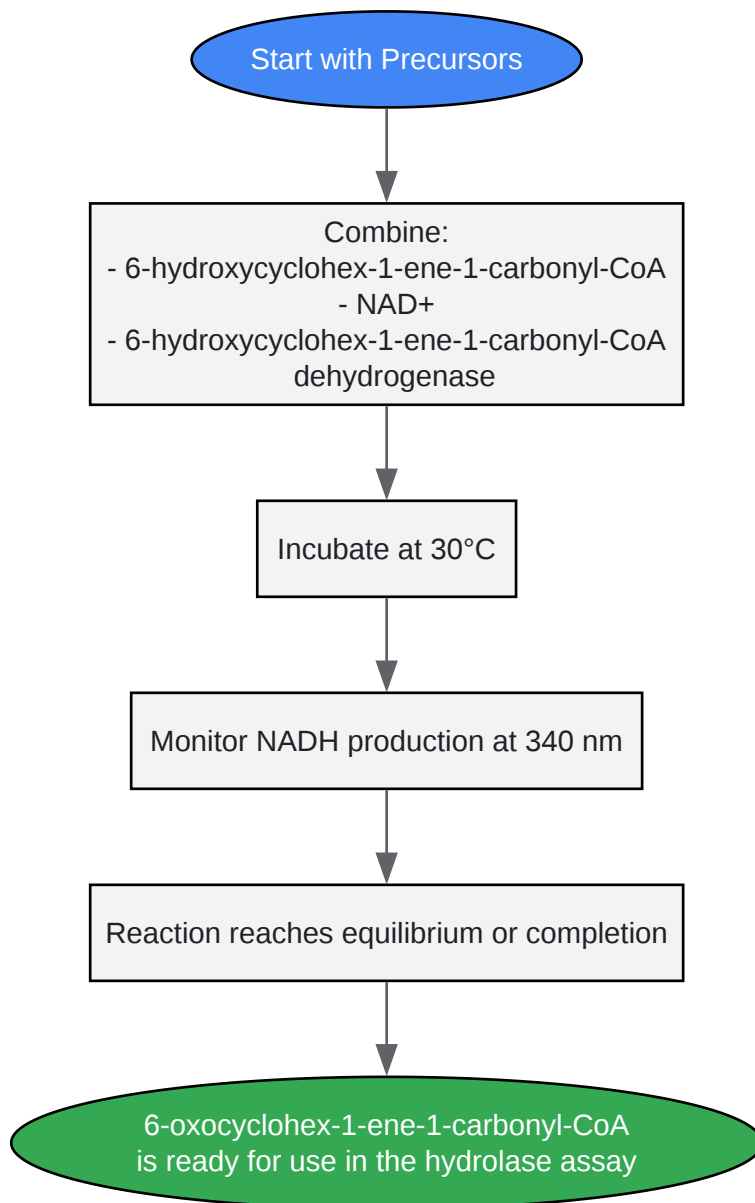 Start with Precursors
Combine:
- 6-hydroxycyclohex-1-ene-1-carbonyl-CoA
- NAD+
- 6-hydroxycyclohex-1-ene-1-carbonyl-CoA
dehydrogenase
Incubate at 30°C
Monitor NADH production at 340 nm
Reaction reaches equilibrium or completion
6-oxocyclohex-1-ene-1-carbonyl-CoA
is ready for use in the hydrolase assay